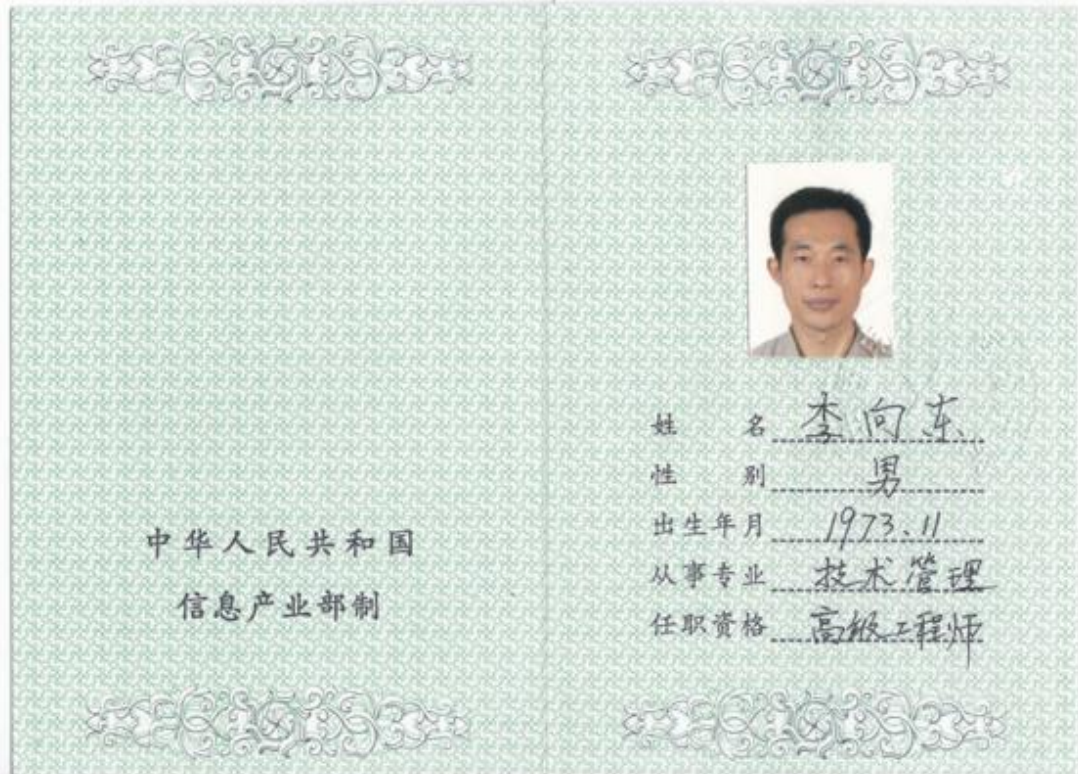 中华人民共和国
信息产业部制
姓 名 李向东
性 别 男
出生年月 1973.11
从事专业 技术管理
任职资格 高级工程师